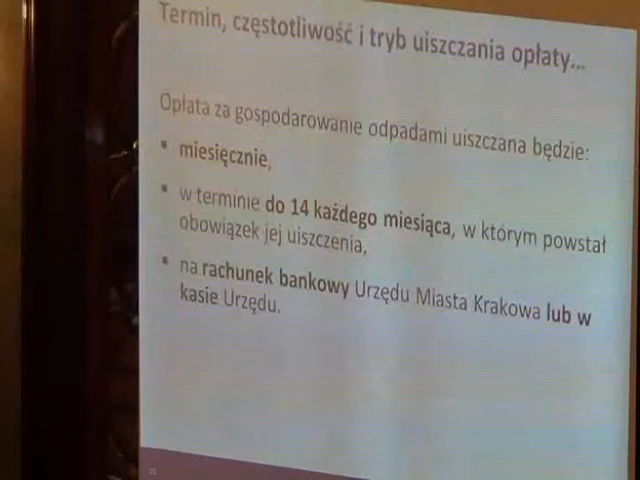 Termin, częstotliwość i tryb uiszczania opłaty...
Opłata za gospodarowanie odpadami uiszczana będzie:
▪ miesięcznie,
▪ w terminie do 14 każdego miesiąca, w którym powstał
obowiązek jej uiszczenia,
▪ na rachunek bankowy Urzędu Miasta Krakowa lub w
kasie Urzędu.